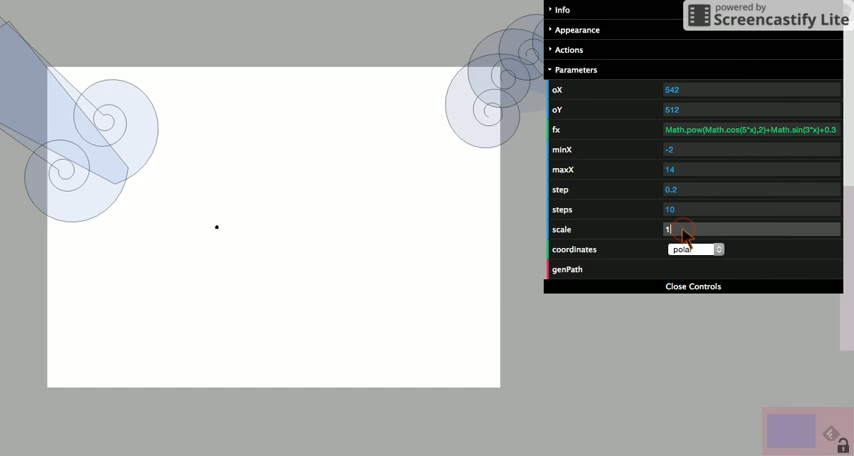 Info
powered by
Screencastify Lite
Appearance
Actions
Parameters
oX 542
oY 512
fx Math.pow(Math.cos(5*x),2)+Math.sin(3*x)+0.3
minX -2
maxX 14
step 0.2
steps 10
scale 1
coordinates polar
genPath
Close Controls